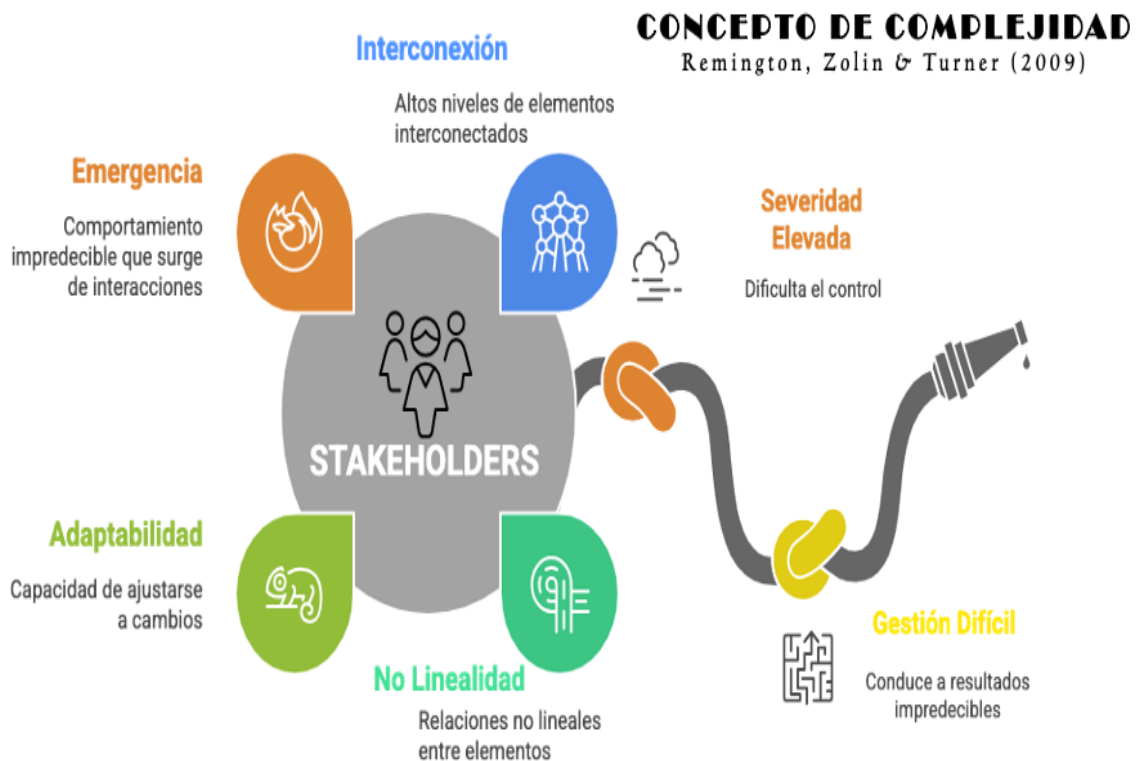 CONCEPTO DE COMPLEJIDAD
Remington, Zolin & Turner (2009)
Interconexión
Altos niveles de elementos
interconectados
Emergencia
Comportamiento
impredecible que surge
de interacciones
Severidad
Elevada
Dificulta el control
STAKEHOLDERS
Adaptabilidad
Capacidad de ajustarse
a cambios
No Linealidad
Relaciones no lineales
entre elementos
Gestión Difícil
Conduce a resultados
impredecibles